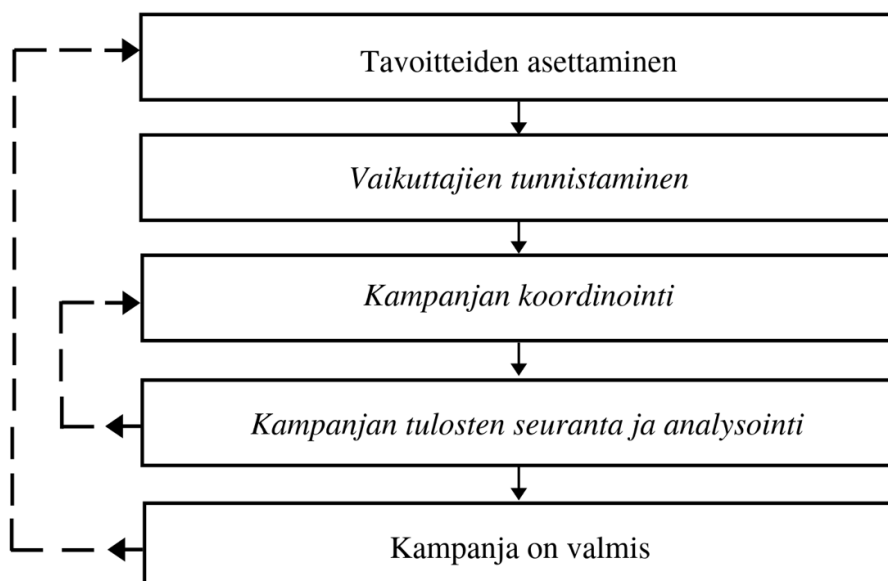 Tavoitteiden asettaminen
Vaikuttajien tunnistaminen
Kampanjan koordinointi
Kampanjan tulosten seuranta ja analysointi
Kampanja on valmis